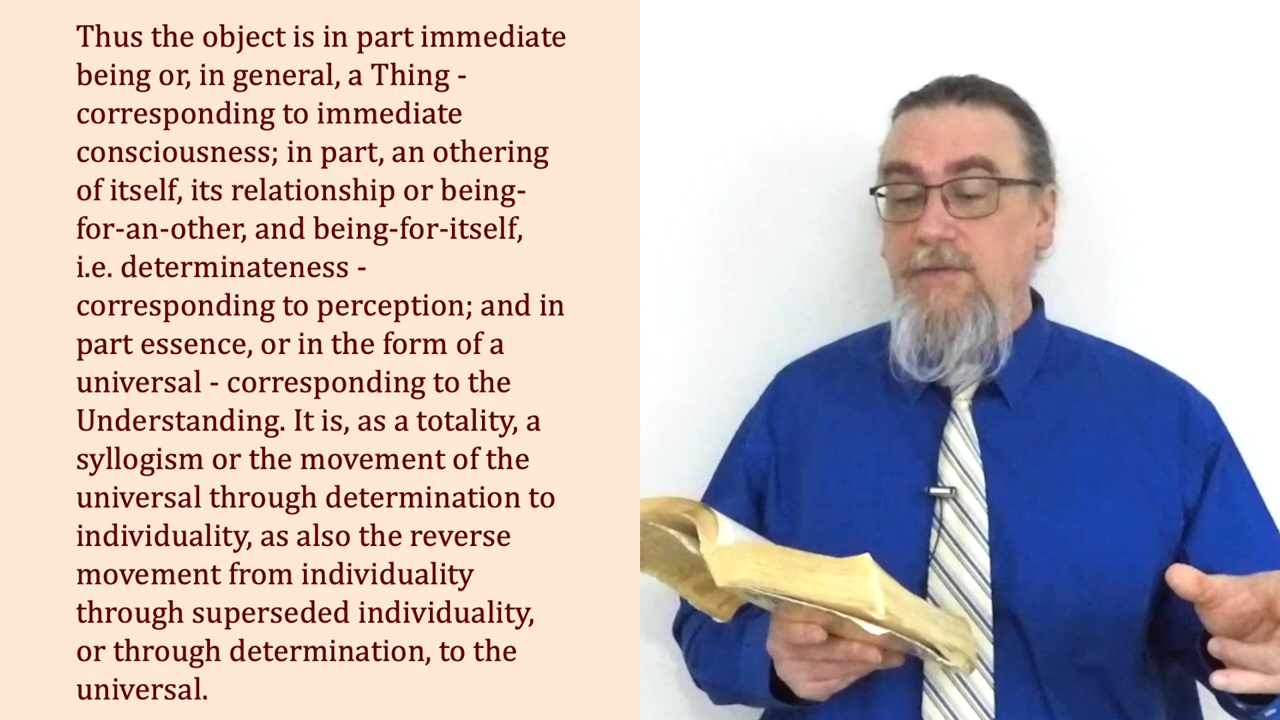 Thus the object is in part immediate
being or, in general, a Thing -
corresponding to immediate
consciousness; in part, an othering
of itself, its relationship or being-
for-an-other, and being-for-itself,
i.e. determinateness -
corresponding to perception; and in
part essence, or in the form of a
universal - corresponding to the
Understanding. It is, as a totality, a
syllogism or the movement of the
universal through determination to
individuality, as also the reverse
movement from individuality
through superseded individuality,
or through determination, to the
universal.